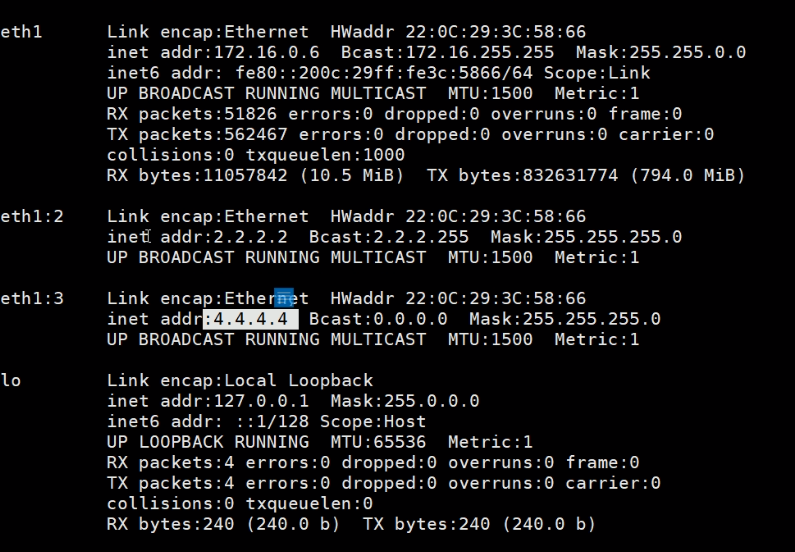 eth1      Link encap:Ethernet  HWaddr 22:0C:29:3C:58:66
          inet addr:172.16.0.6  Bcast:172.16.255.255  Mask:255.255.0.0
          inet6 addr: fe80::200c:29ff:fe3c:5866/64 Scope:Link
          UP BROADCAST RUNNING MULTICAST  MTU:1500  Metric:1
          RX packets:51826 errors:0 dropped:0 overruns:0 frame:0
          TX packets:562467 errors:0 dropped:0 overruns:0 carrier:0
          collisions:0 txqueuelen:1000
          RX bytes:11057842 (10.5 MiB)  TX bytes:832631774 (794.0 MiB)
eth1:2    Link encap:Ethernet  HWaddr 22:0C:29:3C:58:66
          inet addr:2.2.2.2  Bcast:2.2.2.255  Mask:255.255.255.0
          UP BROADCAST RUNNING MULTICAST  MTU:1500  Metric:1
eth1:3    Link encap:Ethernet  HWaddr 22:0C:29:3C:58:66
          inet addr:4.4.4.4  Bcast:0.0.0.0  Mask:255.255.255.0
          UP BROADCAST RUNNING MULTICAST  MTU:1500  Metric:1
lo        Link encap:Local Loopback
          inet addr:127.0.0.1  Mask:255.0.0.0
          inet6 addr: ::1/128 Scope:Host
          UP LOOPBACK RUNNING  MTU:65536  Metric:1
          RX packets:4 errors:0 dropped:0 overruns:0 frame:0
          TX packets:4 errors:0 dropped:0 overruns:0 carrier:0
          collisions:0 txqueuelen:0
          RX bytes:240 (240.0 b)  TX bytes:240 (240.0 b)